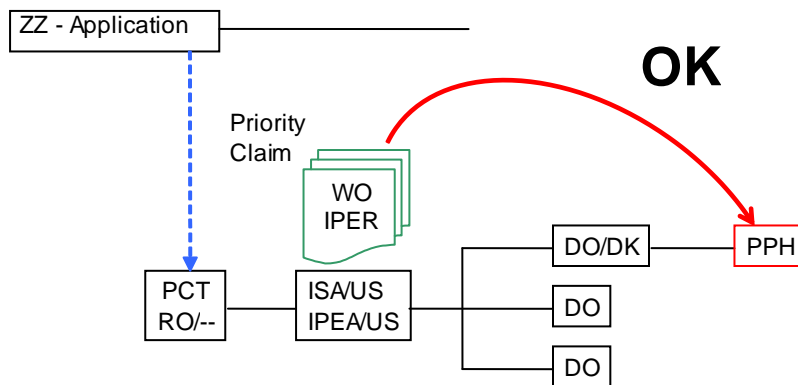 ZZ - Application
OK
Priority
Claim
WO
IPER
DO/DK
PPH
PCT
RO/--
ISA/US
IPEA/US
DO
DO